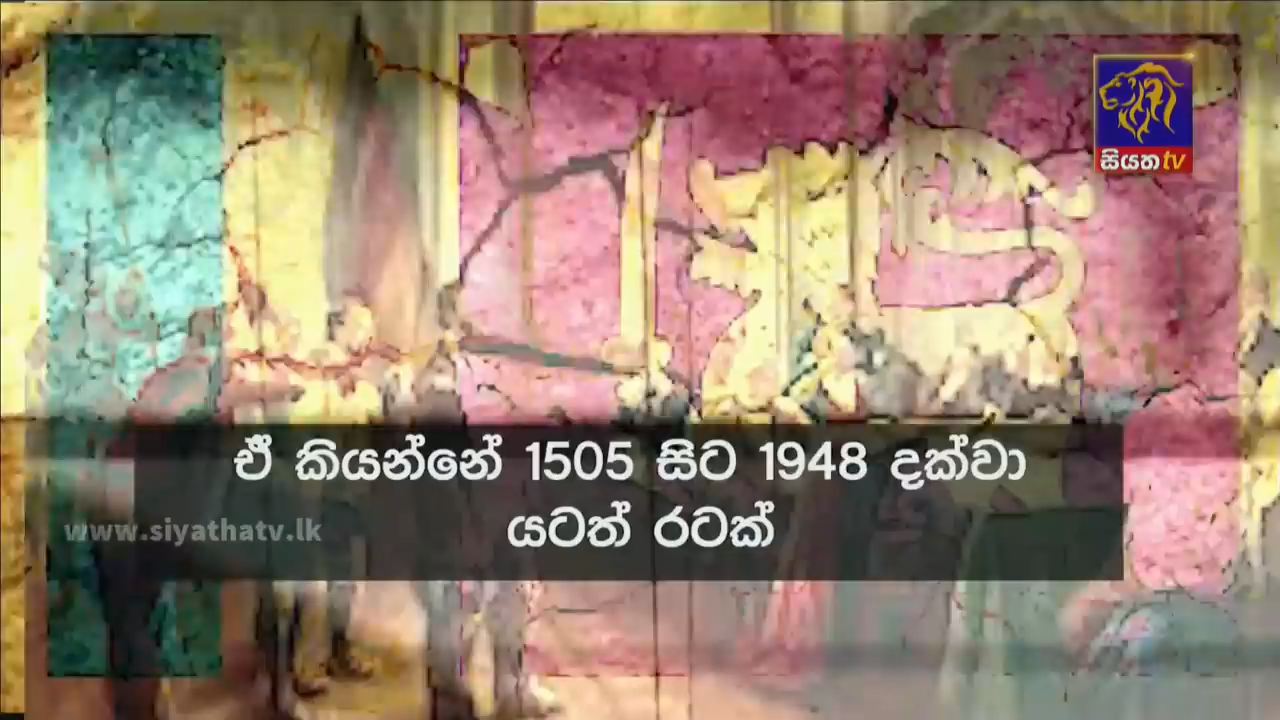 සියත tv
ඒ කියන්නේ 1505 සිට 1948 දක්වා
www.siyathatv.lk
යටත් රටක්